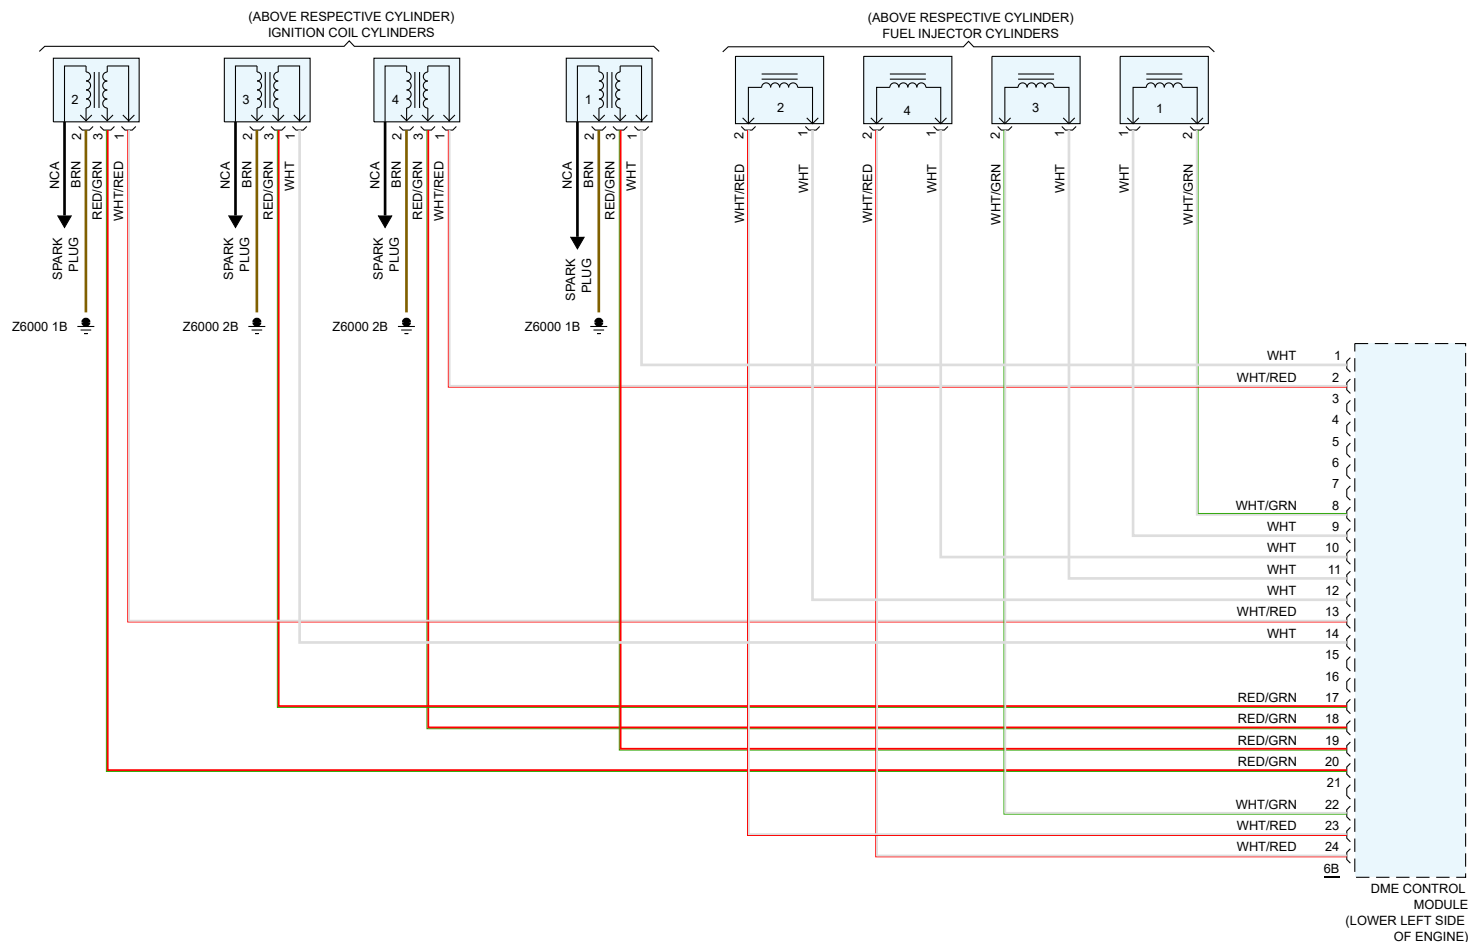 (ABOVE RESPECTIVE CYLINDER)
IGNITION COIL CYLINDERS
(ABOVE RESPECTIVE CYLINDER)
FUEL INJECTOR CYLINDERS
2
3
4
1
2
4
3
1
2 3 1
2 3 1
2 3 1
2 3 1
2 1
2 1
2 1
1 2
NCA BRN RED/GRN WHT/RED
NCA BRN RED/GRN WHT
NCA BRN RED/GRN WHT/RED
NCA BRN RED/GRN WHT
WHT/RED WHT
WHT/RED WHT
WHT/GRN WHT
WHT WHT/GRN
SPARK
PLUG
SPARK
PLUG
SPARK
PLUG
SPARK
PLUG
Z6000 1B
Z6000 2B
Z6000 2B
Z6000 1B
WHT 1
WHT/RED 2
3
4
5
6
7
WHT/GRN 8
WHT 9
WHT 10
WHT 11
WHT 12
WHT/RED 13
WHT 14
15
16
RED/GRN 17
RED/GRN 18
RED/GRN 19
RED/GRN 20
21
WHT/GRN 22
WHT/RED 23
WHT/RED 24
6B
DME CONTROL
MODULE
(LOWER LEFT SIDE
OF ENGINE)